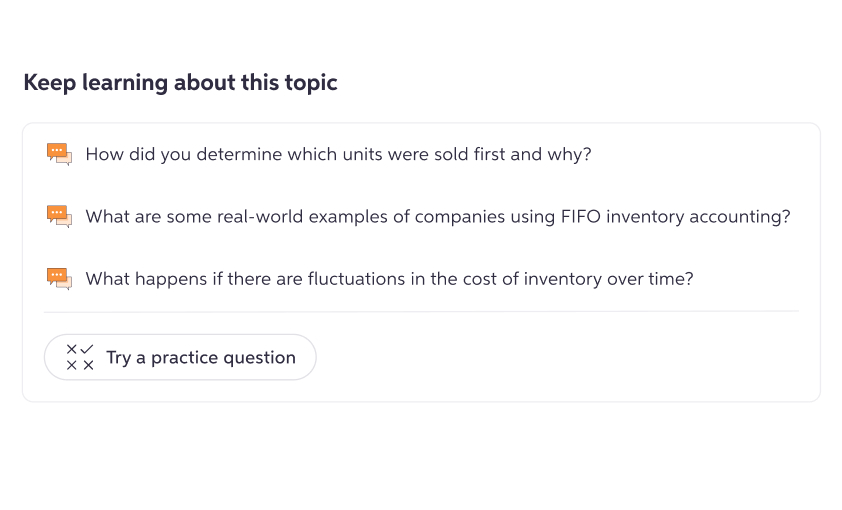 Keep learning about this topic
How did you determine which units were sold first and why?
What are some real-world examples of companies using FIFO inventory accounting?
What happens if there are fluctuations in the cost of inventory over time?
Try a practice question